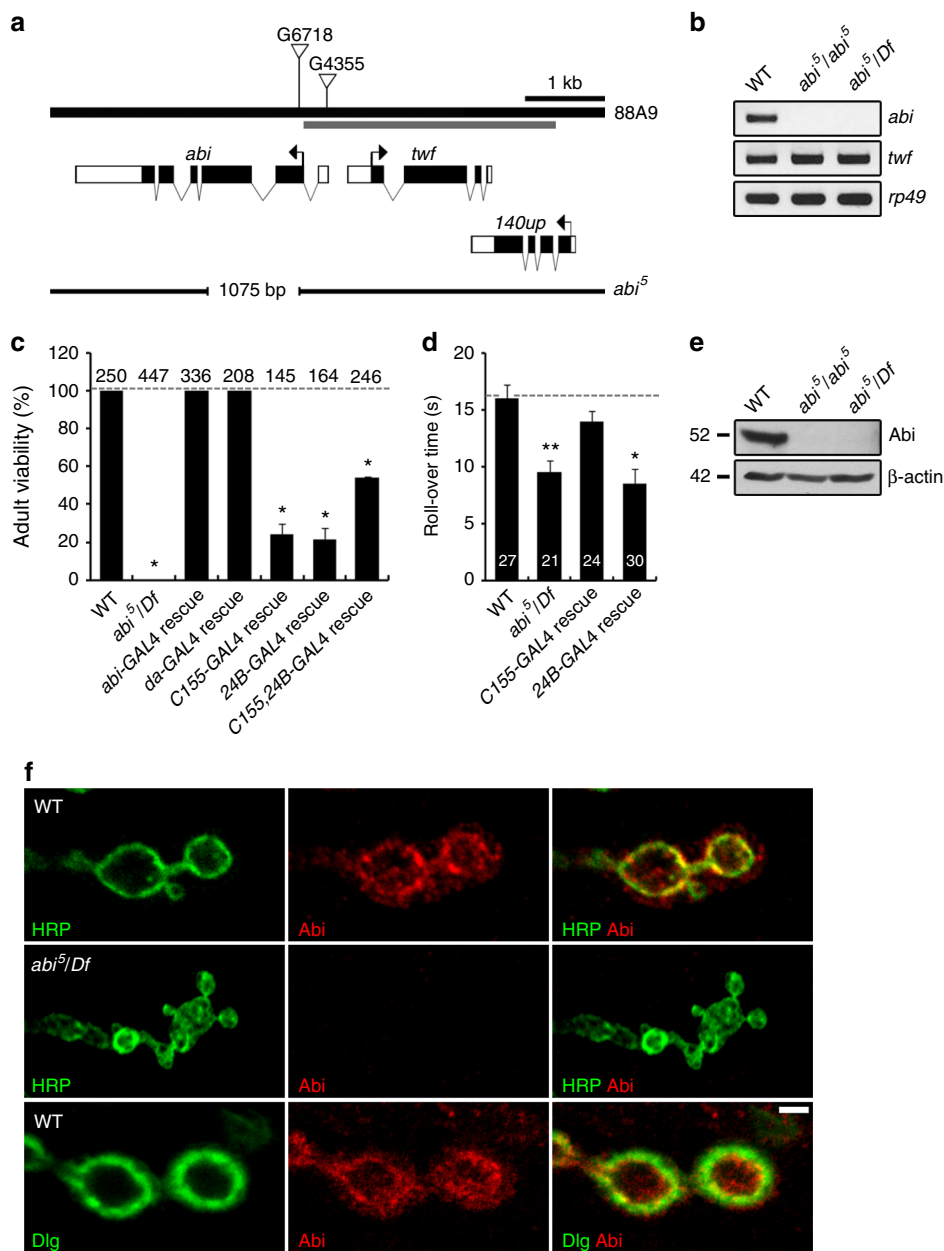 a
G6718
G4355
1 kb
88A9
abi
twf
140up
1075 bp
abi⁵
b
WT
abi⁵/abi⁵
abi⁵/Df
abi
twf
rp49
c
Adult viability (%)
120
100
80
60
40
20
0
250 447 336 208 145 164 246
*
*
*
*
WT
abi⁵/Df
abi-GAL4 rescue
da-GAL4 rescue
C155-GAL4 rescue
24B-GAL4 rescue
C155,24B-GAL4 rescue
d
Roll-over time (s)
20
15
10
5
0
**
*
27 21 24 30
WT
abi⁵/Df
C155-GAL4 rescue
24B-GAL4 rescue
e
WT
abi⁵/abi⁵
abi⁵/Df
52
Abi
42
β-actin
f
WT
HRP
Abi
HRP Abi
abi⁵/Df
HRP
Abi
HRP Abi
WT
Dlg
Abi
Dlg Abi